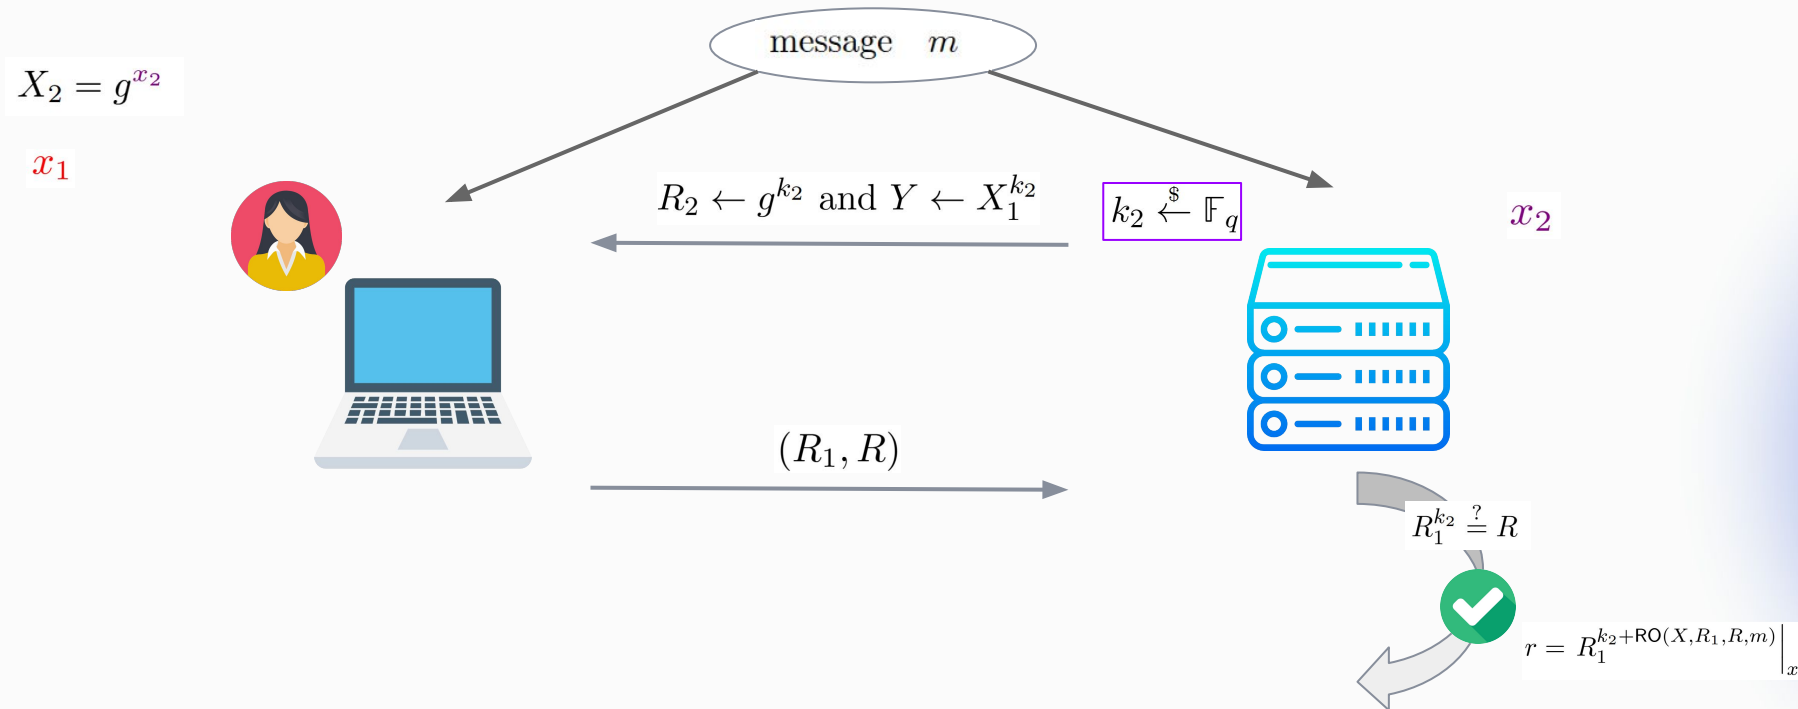 message m
X₂ = g^{x₂}
x₁
R₂ ← g^{k₂} and Y ← X₁^{k₂}
k₂ $← 𝔽_q
x₂
(R₁, R)
R₁^{k₂} ?= R
r = R₁^{k₂+RO(X,R₁,R,m)}|_x